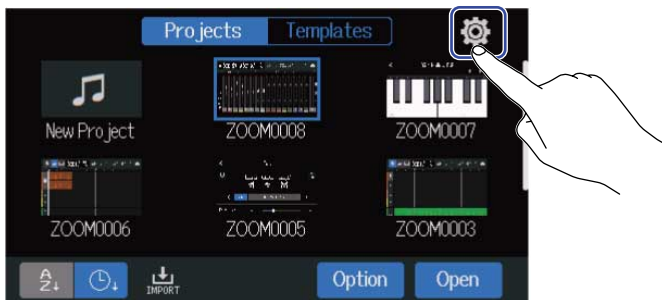 Projects Templates
New Project ZOOM0008 ZOOM0007
ZOOM0006 ZOOM0005 ZOOM0003
A
Z↓ IMPORT Option Open